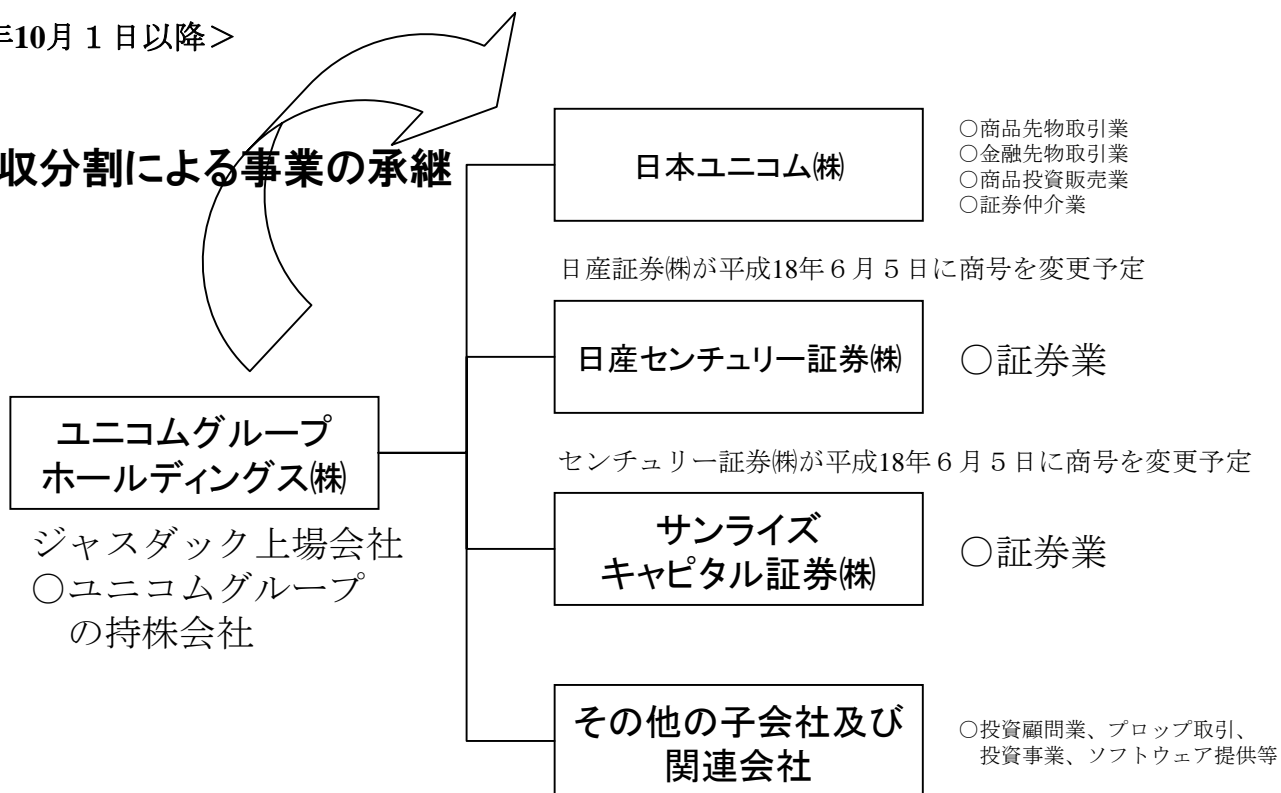 年10月１日以降＞
収分割による事業の承継
日本ユニコム㈱
○商品先物取引業
○金融先物取引業
○商品投資販売業
○証券仲介業
日産証券㈱が平成18年６月５日に商号を変更予定
日産センチュリー証券㈱
○証券業
ユニコムグループ
ホールディングス㈱
ジャスダック上場会社
○ユニコムグループ
の持株会社
センチュリー証券㈱が平成18年６月５日に商号を変更予定
サンライズ
キャピタル証券㈱
○証券業
その他の子会社及び
関連会社
○投資顧問業、プロップ取引、
投資事業、ソフトウェア提供等